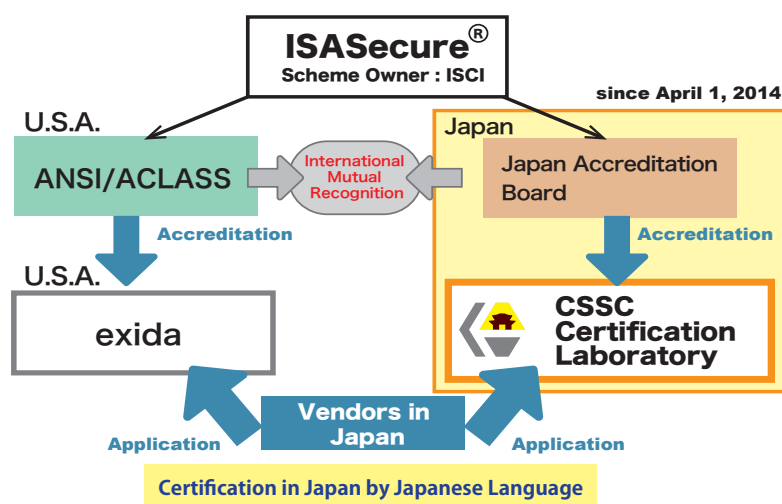 ISASecure®
Scheme Owner : ISCI
since April 1, 2014
U.S.A.
Japan
ANSI/ACLASS
International
Mutual
Recognition
Japan Accreditation
Board
Accreditation
Accreditation
U.S.A.
exida
CSSC
Certification
Laboratory
Vendors in
Japan
Application
Application
Certification in Japan by Japanese Language